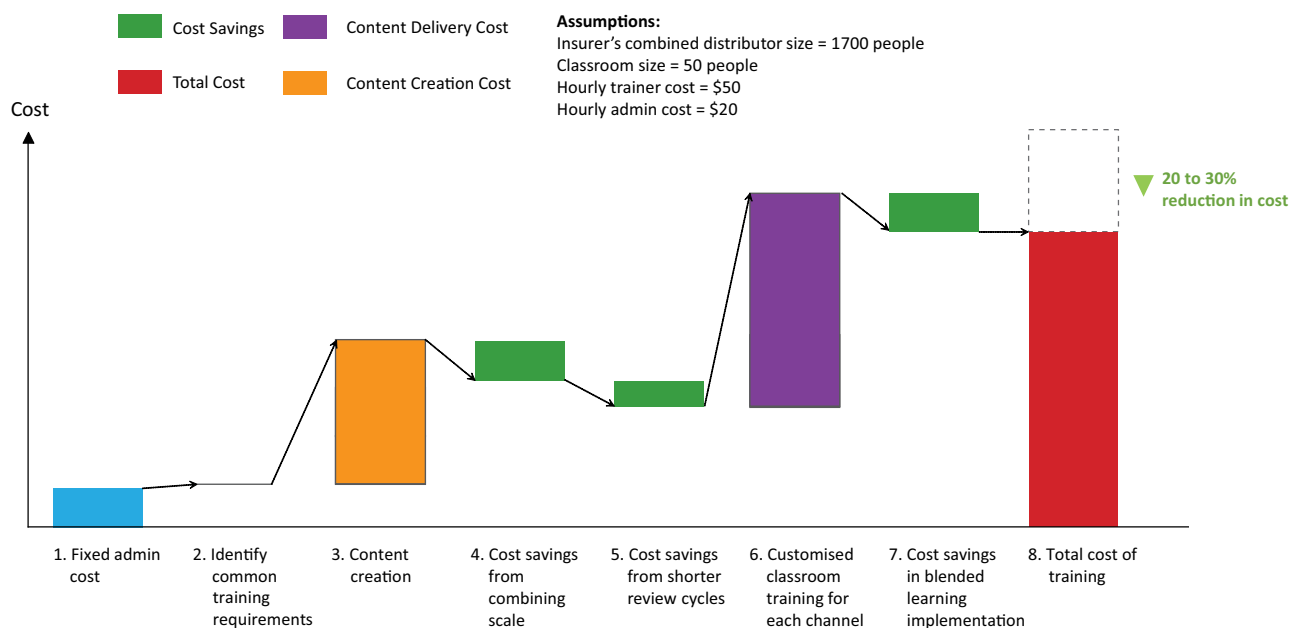 Cost Savings
Content Delivery Cost
Total Cost
Content Creation Cost
Assumptions:
Insurer’s combined distributor size = 1700 people
Classroom size = 50 people
Hourly trainer cost = $50
Hourly admin cost = $20
Cost
20 to 30%
reduction in cost
1. Fixed admin
cost
2. Identify
common
training
requirements
3. Content
creation
4. Cost savings
from
combining
scale
5. Cost savings
from shorter
review cycles
6. Customised
classroom
training for
each channel
7. Cost savings
in blended
learning
implementation
8. Total cost of
training